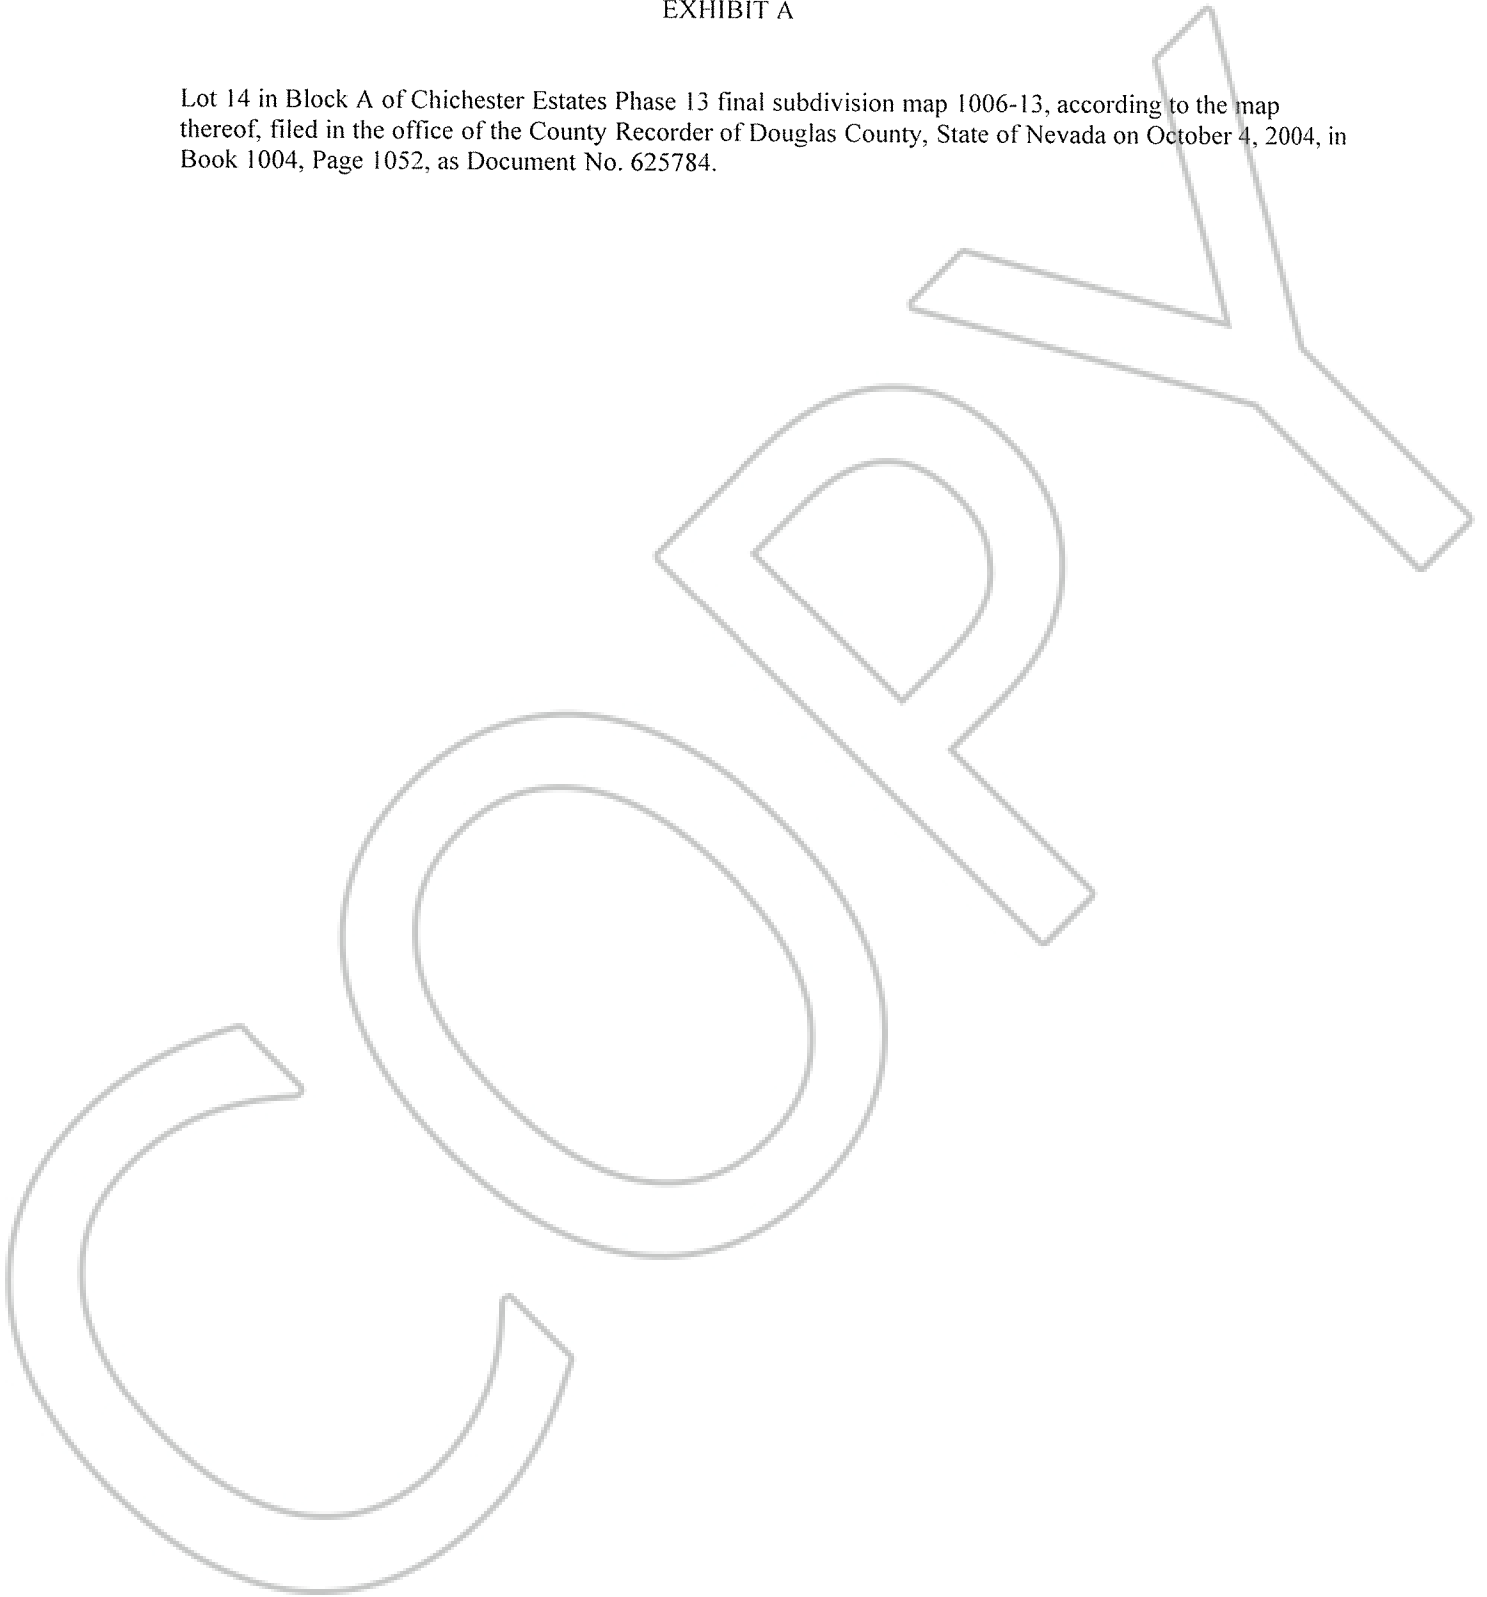 EXHIBIT A
Lot 14 in Block A of Chichester Estates Phase 13 final subdivision map 1006-13, according to the map
thereof, filed in the office of the County Recorder of Douglas County, State of Nevada on October 4, 2004, in
Book 1004, Page 1052, as Document No. 625784.
COPY